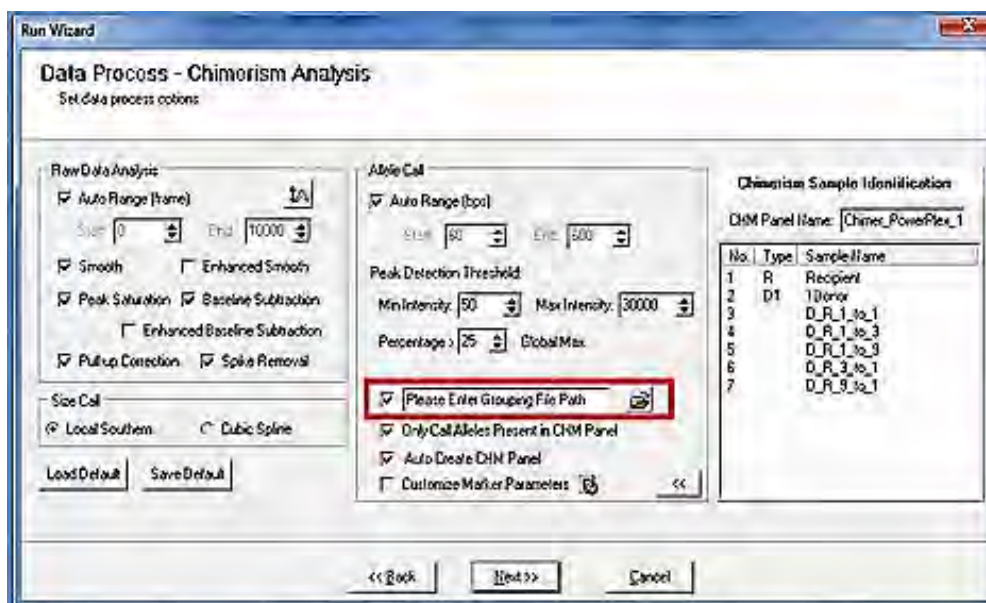 Run Wizard
Data Process - Chimorism Analysis
Set data process options
Raw Data Analysis
Auto Range (frame)
Start 0 End 10000
Smooth Enhanced Smooth
Peak Saturation Baseline Subtraction
Enhanced Baseline Subtraction
Pull up Correction Spike Removal
Size Call
Local Southern Cubic Spline
Load Default Save Default
Allele Call
Auto Range (bps)
Start 60 End 600
Peak Detection Threshold
Min Intensity: 50 Max Intensity: 30000
Percentage > 25 Global Max
Please Enter Grouping File Path
Only Call Alleles Present in CHM Panel
Auto Create CHM Panel
Customize Marker Parameters <<
Chimerism Sample Identification
CHM Panel Name: Chimer_PowerPlex_1
No. Type Sample Name
1 R Recipient
2 D1 1Donor
3 D_R_1_to_1
4 D_R_1_to_3
5 D_R_1_to_9
6 D_R_3_to_1
7 D_R_9_to_1
<< Back Next >> Cancel